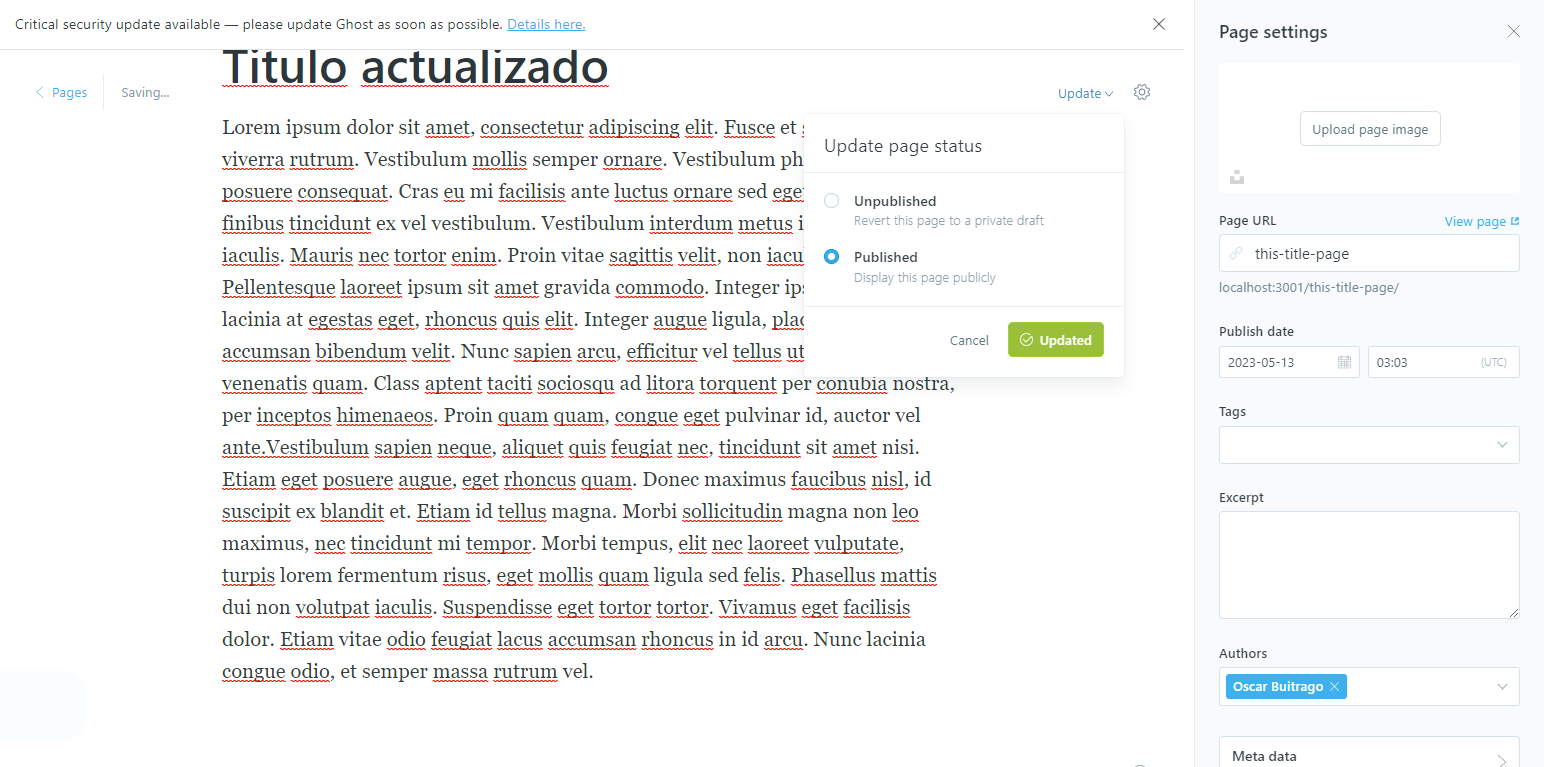 Critical security update available — please update Ghost as soon as possible. Details here.
Titulo actualizado
Pages
Saving...
Update
Lorem ipsum dolor sit amet, consectetur adipiscing elit. Fusce et
viverra rutrum. Vestibulum mollis semper ornare. Vestibulum ph
posuere consequat. Cras eu mi facilisis ante luctus ornare sed ege
finibus tincidunt ex vel vestibulum. Vestibulum interdum metus i
iaculis. Mauris nec tortor enim. Proin vitae sagittis velit, non iacu
Pellentesque laoreet ipsum sit amet gravida commodo. Integer ips
lacinia at egestas eget, rhoncus quis elit. Integer augue ligula, plac
accumsan bibendum velit. Nunc sapien arcu, efficitur vel tellus ut
venenatis quam. Class aptent taciti sociosqu ad litora torquent per conubia nostra,
per inceptos himenaeos. Proin quam quam, congue eget pulvinar id, auctor vel
ante.Vestibulum sapien neque, aliquet quis feugiat nec, tincidunt sit amet nisi.
Etiam eget posuere augue, eget rhoncus quam. Donec maximus faucibus nisl, id
suscipit ex blandit et. Etiam id tellus magna. Morbi sollicitudin magna non leo
maximus, nec tincidunt mi tempor. Morbi tempus, elit nec laoreet vulputate,
turpis lorem fermentum risus, eget mollis quam ligula sed felis. Phasellus mattis
dui non volutpat iaculis. Suspendisse eget tortor tortor. Vivamus eget facilisis
dolor. Etiam vitae odio feugiat lacus accumsan rhoncus in id arcu. Nunc lacinia
congue odio, et semper massa rutrum vel.
Update page status
Unpublished
Revert this page to a private draft
Published
Display this page publicly
Cancel
Updated
Page settings
Upload page image
Page URL
View page
this-title-page
localhost:3001/this-title-page/
Publish date
2023-05-13
03:03
(UTC)
Tags
Excerpt
Authors
Oscar Buitrago
Meta data